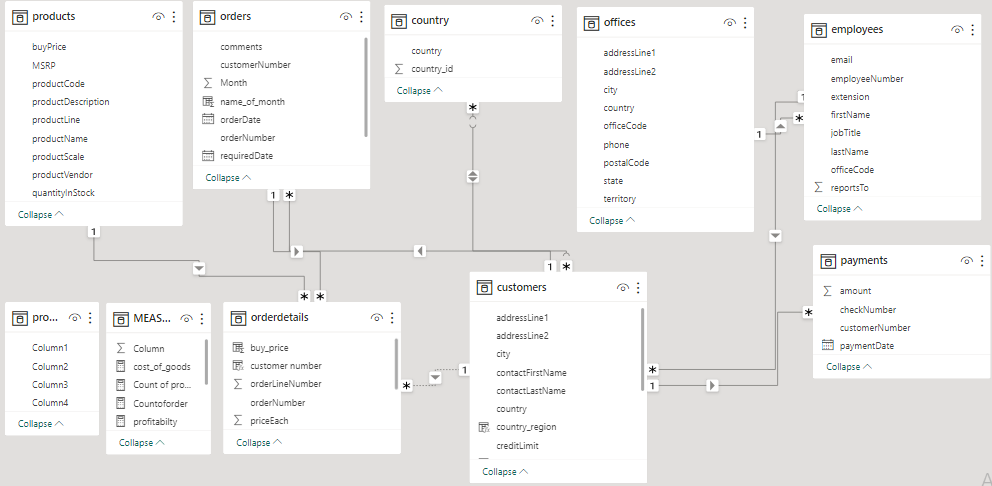 products
buyPrice
MSRP
productCode
productDescription
productLine
productName
productScale
productVendor
quantityInStock
Collapse
orders
comments
customerNumber
Month
name_of_month
orderDate
orderNumber
requiredDate
Collapse
country
country
country_id
Collapse
offices
addressLine1
addressLine2
city
country
officeCode
phone
postalCode
state
territory
Collapse
employees
email
employeeNumber
extension
firstName
jobTitle
lastName
officeCode
reportsTo
Collapse
1
*
*
1
1
*
1
1
*
*
*
1
*
*
1
*
pro...
Column1
Column2
Column3
Column4
Collapse
MEAS...
Column
cost_of_goods
Count of pro...
Countoforder
profitabilty
Collapse
orderdetails
buy_price
customer number
orderLineNumber
orderNumber
priceEach
Collapse
customers
addressLine1
addressLine2
city
contactFirstName
contactLastName
country
country_region
creditLimit
Collapse
payments
amount
checkNumber
customerNumber
paymentDate
Collapse